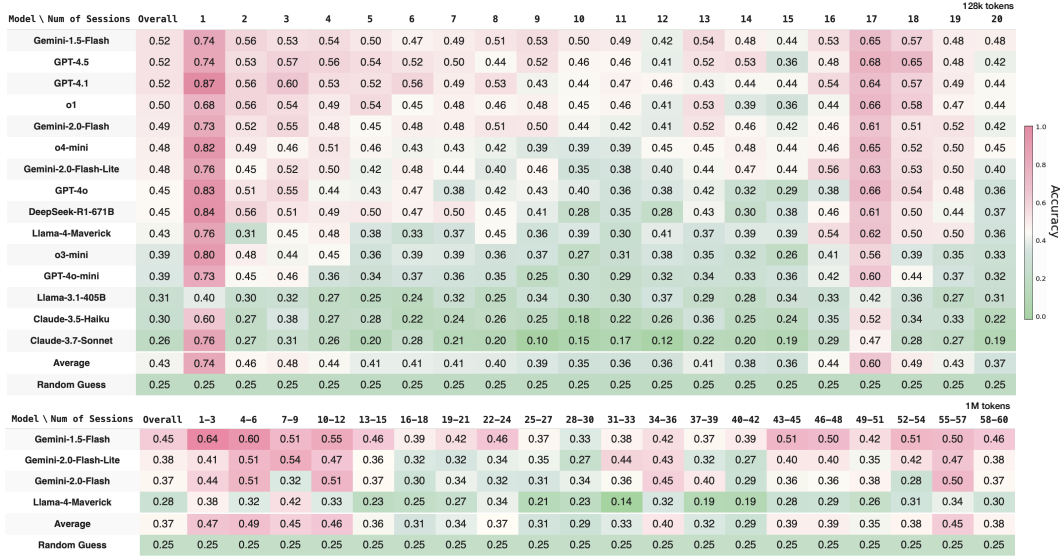 128k tokens
Model \ Num of Sessions Overall 1 2 3 4 5 6 7 8 9 10 11 12 13 14 15 16 17 18 19 20
Gemini-1.5-Flash 0.52 0.74 0.56 0.53 0.54 0.50 0.47 0.49 0.51 0.53 0.50 0.49 0.42 0.54 0.48 0.44 0.53 0.65 0.57 0.48 0.48
GPT-4.5 0.52 0.74 0.53 0.57 0.56 0.54 0.52 0.50 0.44 0.52 0.46 0.46 0.41 0.52 0.53 0.36 0.48 0.68 0.65 0.48 0.42
GPT-4.1 0.52 0.87 0.56 0.60 0.53 0.52 0.56 0.49 0.53 0.43 0.44 0.47 0.46 0.43 0.44 0.44 0.54 0.64 0.57 0.49 0.44
o1 0.50 0.68 0.56 0.54 0.49 0.54 0.45 0.48 0.46 0.48 0.45 0.46 0.41 0.53 0.39 0.36 0.44 0.66 0.58 0.47 0.44
Gemini-2.0-Flash 0.49 0.73 0.52 0.55 0.48 0.45 0.48 0.48 0.51 0.50 0.44 0.42 0.41 0.52 0.46 0.42 0.46 0.61 0.51 0.52 0.42
o4-mini 0.48 0.82 0.49 0.46 0.51 0.46 0.43 0.44 0.42 0.39 0.39 0.39 0.45 0.45 0.48 0.44 0.45 0.65 0.52 0.50 0.45
Gemini-2.0-Flash-Lite 0.48 0.76 0.45 0.52 0.50 0.42 0.48 0.44 0.40 0.46 0.35 0.38 0.40 0.44 0.47 0.44 0.56 0.63 0.53 0.50 0.40
GPT-4o 0.45 0.83 0.51 0.55 0.44 0.43 0.47 0.38 0.42 0.43 0.40 0.36 0.38 0.42 0.32 0.29 0.38 0.66 0.54 0.48 0.36
DeepSeek-R1-671B 0.45 0.84 0.56 0.51 0.49 0.50 0.47 0.50 0.45 0.41 0.28 0.35 0.28 0.43 0.30 0.38 0.46 0.61 0.50 0.44 0.37
Llama-4-Maverick 0.43 0.76 0.31 0.45 0.48 0.38 0.33 0.37 0.45 0.36 0.39 0.30 0.41 0.37 0.39 0.39 0.54 0.62 0.50 0.50 0.36
o3-mini 0.39 0.80 0.48 0.44 0.45 0.36 0.39 0.39 0.36 0.37 0.27 0.31 0.38 0.35 0.32 0.26 0.41 0.56 0.39 0.35 0.33
GPT-4o-mini 0.39 0.73 0.45 0.46 0.36 0.34 0.37 0.36 0.35 0.25 0.30 0.29 0.32 0.34 0.33 0.36 0.42 0.60 0.44 0.37 0.32
Llama-3.1-405B 0.31 0.40 0.30 0.32 0.27 0.25 0.24 0.32 0.25 0.34 0.30 0.30 0.37 0.29 0.28 0.34 0.33 0.42 0.36 0.27 0.31
Claude-3.5-Haiku 0.30 0.60 0.27 0.38 0.27 0.28 0.22 0.24 0.26 0.25 0.18 0.22 0.26 0.36 0.25 0.24 0.35 0.52 0.34 0.33 0.22
Claude-3.7-Sonnet 0.26 0.76 0.27 0.31 0.26 0.20 0.28 0.21 0.20 0.10 0.15 0.17 0.12 0.22 0.20 0.19 0.29 0.47 0.28 0.27 0.19
Average 0.43 0.74 0.46 0.48 0.44 0.41 0.41 0.41 0.40 0.39 0.35 0.36 0.36 0.41 0.38 0.36 0.44 0.60 0.49 0.43 0.37
Random Guess 0.25 0.25 0.25 0.25 0.25 0.25 0.25 0.25 0.25 0.25 0.25 0.25 0.25 0.25 0.25 0.25 0.25 0.25 0.25 0.25 0.25
1.0
0.8
0.6
0.4
0.2
0.0
Accuracy
1M tokens
Model \ Num of Sessions Overall 1–3 4–6 7–9 10–12 13–15 16–18 19–21 22–24 25–27 28–30 31–33 34–36 37–39 40–42 43–45 46–48 49–51 52–54 55–57 58–60
Gemini-1.5-Flash 0.45 0.64 0.60 0.51 0.55 0.46 0.39 0.42 0.46 0.37 0.33 0.38 0.42 0.37 0.39 0.51 0.50 0.42 0.51 0.50 0.46
Gemini-2.0-Flash-Lite 0.38 0.41 0.51 0.54 0.47 0.36 0.32 0.32 0.34 0.35 0.27 0.44 0.43 0.32 0.27 0.40 0.40 0.35 0.42 0.47 0.38
Gemini-2.0-Flash 0.37 0.44 0.51 0.32 0.51 0.37 0.30 0.34 0.32 0.31 0.34 0.36 0.45 0.40 0.29 0.36 0.36 0.38 0.28 0.50 0.37
Llama-4-Maverick 0.28 0.38 0.32 0.42 0.33 0.23 0.25 0.27 0.34 0.21 0.23 0.14 0.32 0.19 0.19 0.28 0.29 0.26 0.31 0.34 0.30
Average 0.37 0.47 0.49 0.45 0.46 0.36 0.31 0.34 0.37 0.31 0.29 0.33 0.40 0.32 0.29 0.39 0.39 0.35 0.38 0.45 0.38
Random Guess 0.25 0.25 0.25 0.25 0.25 0.25 0.25 0.25 0.25 0.25 0.25 0.25 0.25 0.25 0.25 0.25 0.25 0.25 0.25 0.25 0.25